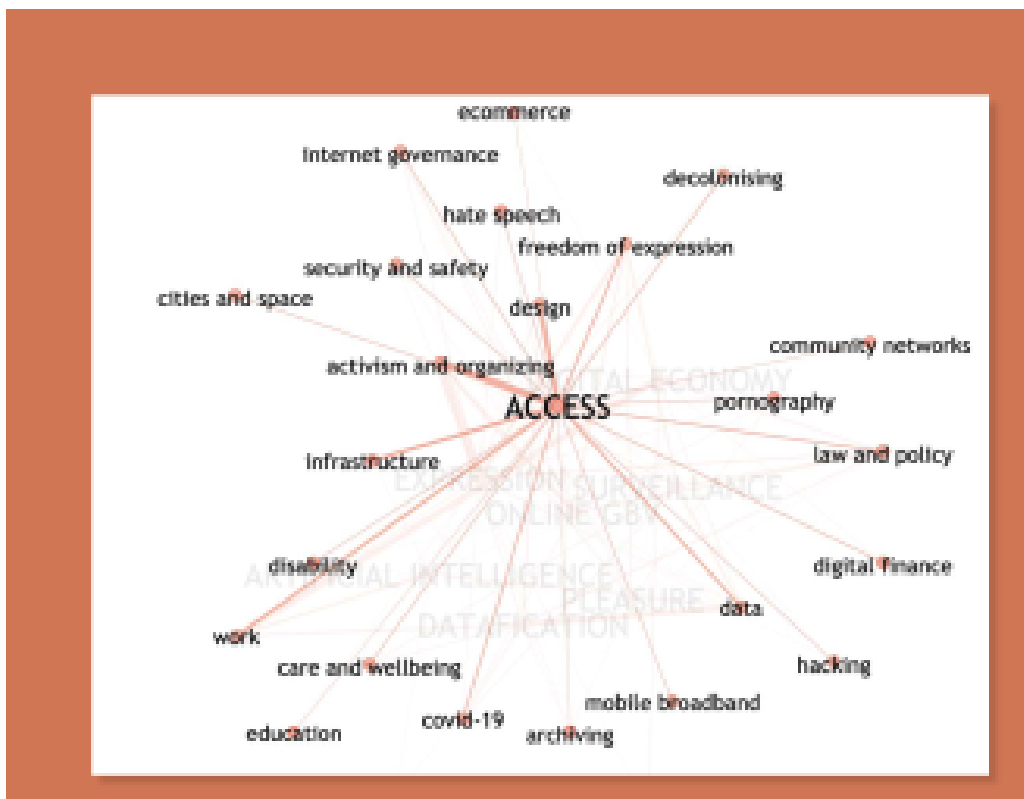 ecommerce
internet governance
decolonising
hate speech
freedom of expression
security and safety
cities and space
design
community networks
activism and organizing
DIGITAL ECONOMY
pornography
ACCESS
law and policy
infrastructure
EXPRESSION
SURVEILLANCE
ONLINE GBV
disability
digital finance
ARTIFICIAL INTELLIGENCE
PLEASURE
data
DATAFICATION
work
care and wellbeing
hacking
mobile broadband
covid-19
education
archiving